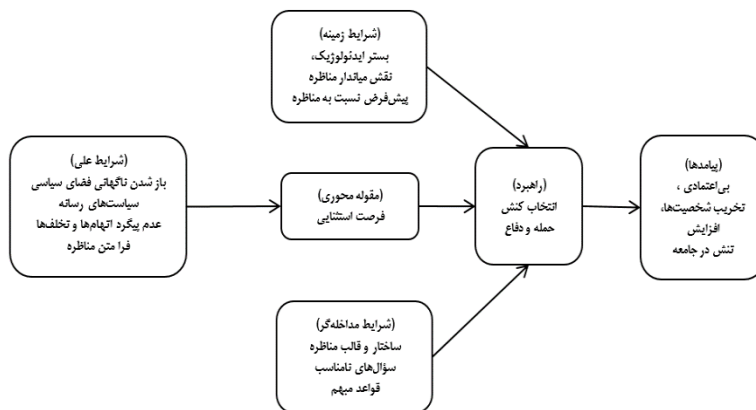 (شرایط زمینه)
بستر ایدئولوژیک،
نقش میاندار مناظره
پیش‌فرض نسبت به مناظره
(شرایط علی)
باز شدن ناگهانی فضای سیاسی
سیاست‌های رسانه
عدم پیگرد اتهام‌ها و تخلف‌ها
فرا متن مناظره
(مقوله محوری)
فرصت استثنایی
(راهبرد)
انتخاب کنش
حمله و دفاع
(پیامدها)
بی‌اعتمادی ،
تخریب شخصیت‌ها،
افزایش
تنش در جامعه
(شرایط مداخله‌گر)
ساختار و قالب مناظره
سؤال‌های نامناسب
قواعد مبهم